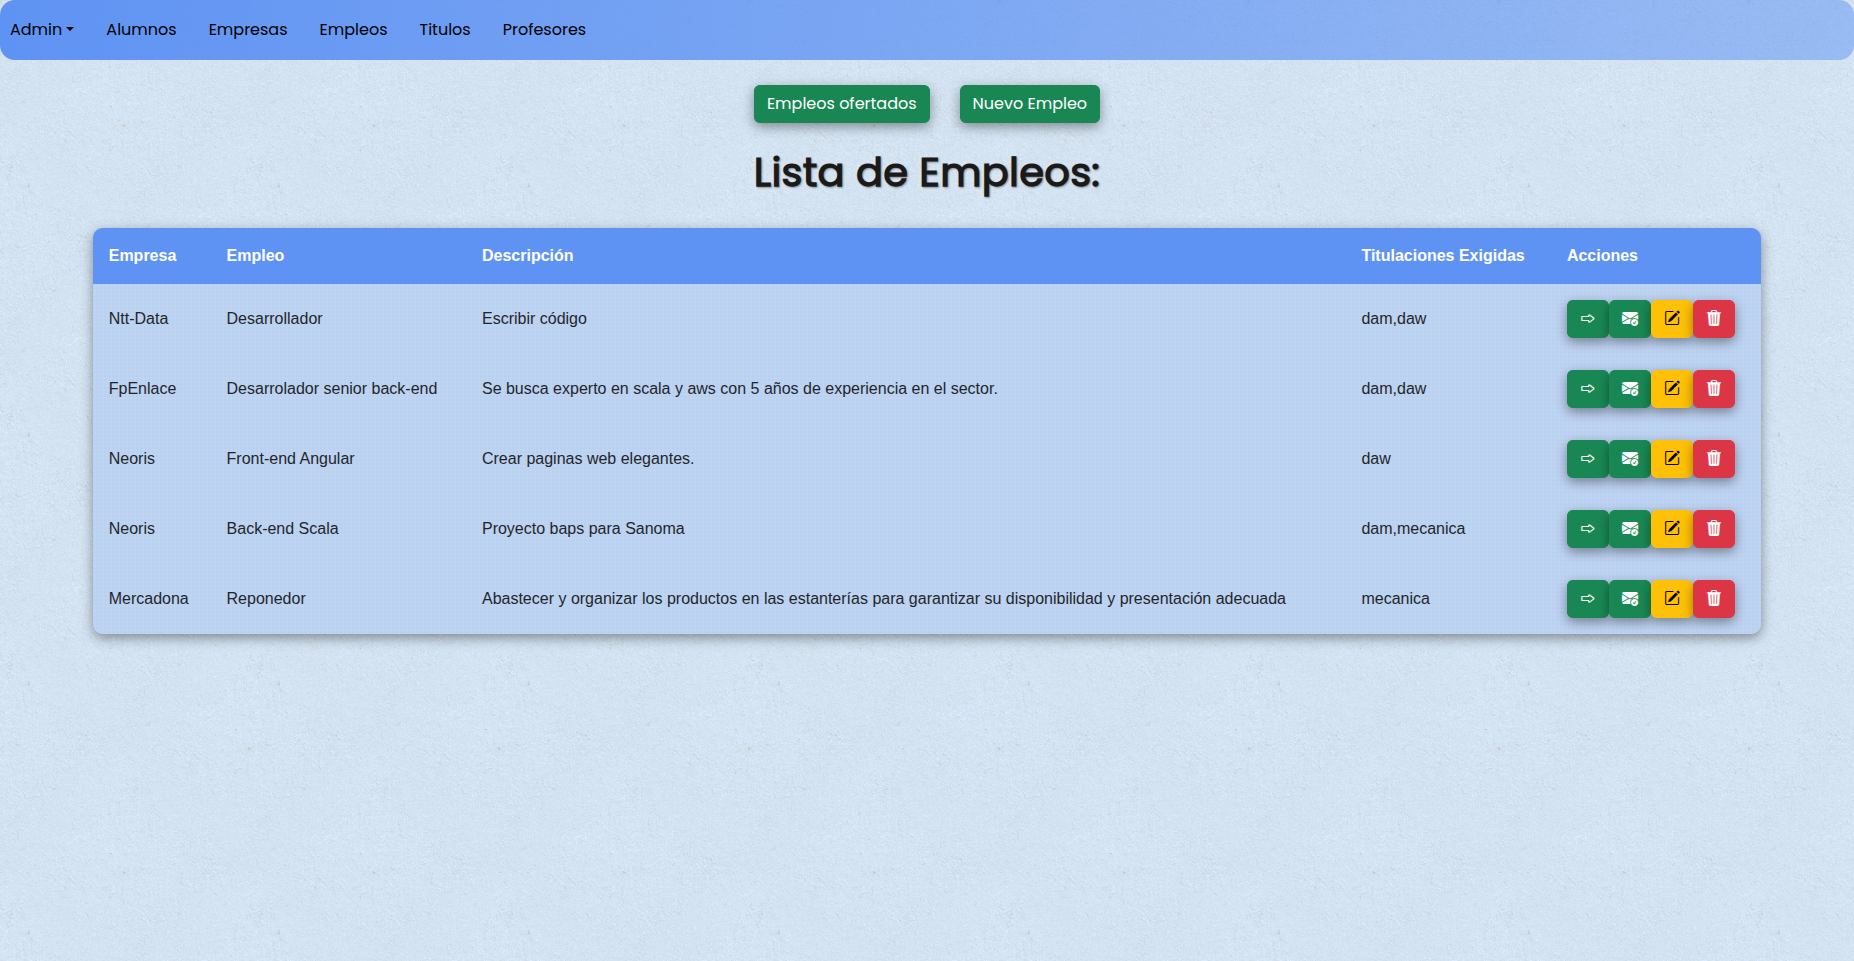 Admin Alumnos Empresas Empleos Titulos Profesores
Empleos ofertados Nuevo Empleo
Lista de Empleos:
Empresa Empleo Descripción Titulaciones Exigidas Acciones
Ntt-Data Desarrollador Escribir código dam,daw
FpEnlace Desarrolador senior back-end Se busca experto en scala y aws con 5 años de experiencia en el sector. dam,daw
Neoris Front-end Angular Crear paginas web elegantes. daw
Neoris Back-end Scala Proyecto baps para Sanoma dam,mecanica
Mercadona Reponedor Abastecer y organizar los productos en las estanterías para garantizar su disponibilidad y presentación adecuada mecanica